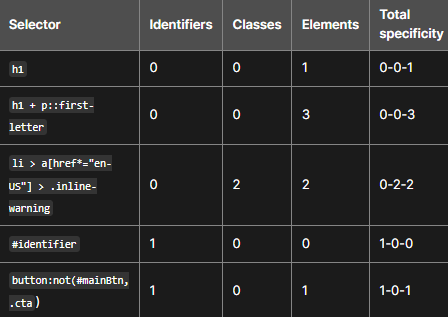 Selector Identifiers Classes Elements Total specificity
h1 0 0 1 0-0-1
h1 + p::first-
letter 0 0 3 0-0-3
li > a[href*="en-
US"] > .inline-
warning 0 2 2 0-2-2
#identifier 1 0 0 1-0-0
button:not(#mainBtn,
.cta) 1 0 1 1-0-1